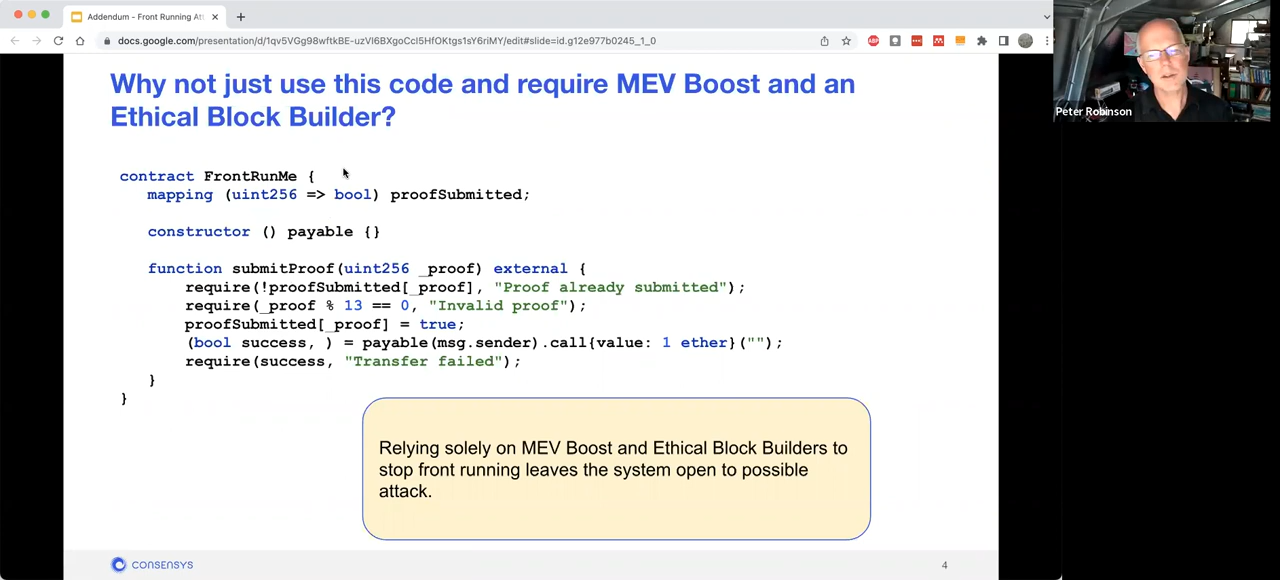 Addendum - Front Running Att
docs.google.com/presentation/d/1qv5VGg98wftkBE-uzVl6BXgoCcl5HfOKtgs1sY6riMY/edit#slide=id.g12e977b0245_1_0
Why not just use this code and require MEV Boost and an
Ethical Block Builder?
contract FrontRunMe {
mapping (uint256 => bool) proofSubmitted;
constructor () payable {}
function submitProof(uint256 _proof) external {
require(!proofSubmitted[_proof], "Proof already submitted");
require(_proof % 13 == 0, "Invalid proof");
proofSubmitted[_proof] = true;
(bool success, ) = payable(msg.sender).call{value: 1 ether}("");
require(success, "Transfer failed");
}
}
Relying solely on MEV Boost and Ethical Block Builders to
stop front running leaves the system open to possible
attack.
CONSENSYS
4
Peter Robinson